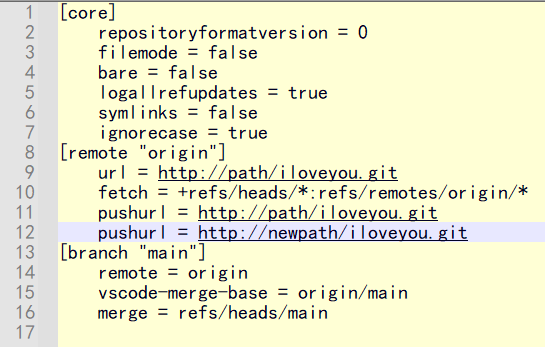 1 [core]
2 repositoryformatversion = 0
3 filemode = false
4 bare = false
5 logallrefupdates = true
6 symlinks = false
7 ignorecase = true
8 [remote "origin"]
9 url = http://path/iloveyou.git
10 fetch = +refs/heads/*:refs/remotes/origin/*
11 pushurl = http://path/iloveyou.git
12 pushurl = http://newpath/iloveyou.git
13 [branch "main"]
14 remote = origin
15 vscode-merge-base = origin/main
16 merge = refs/heads/main
17